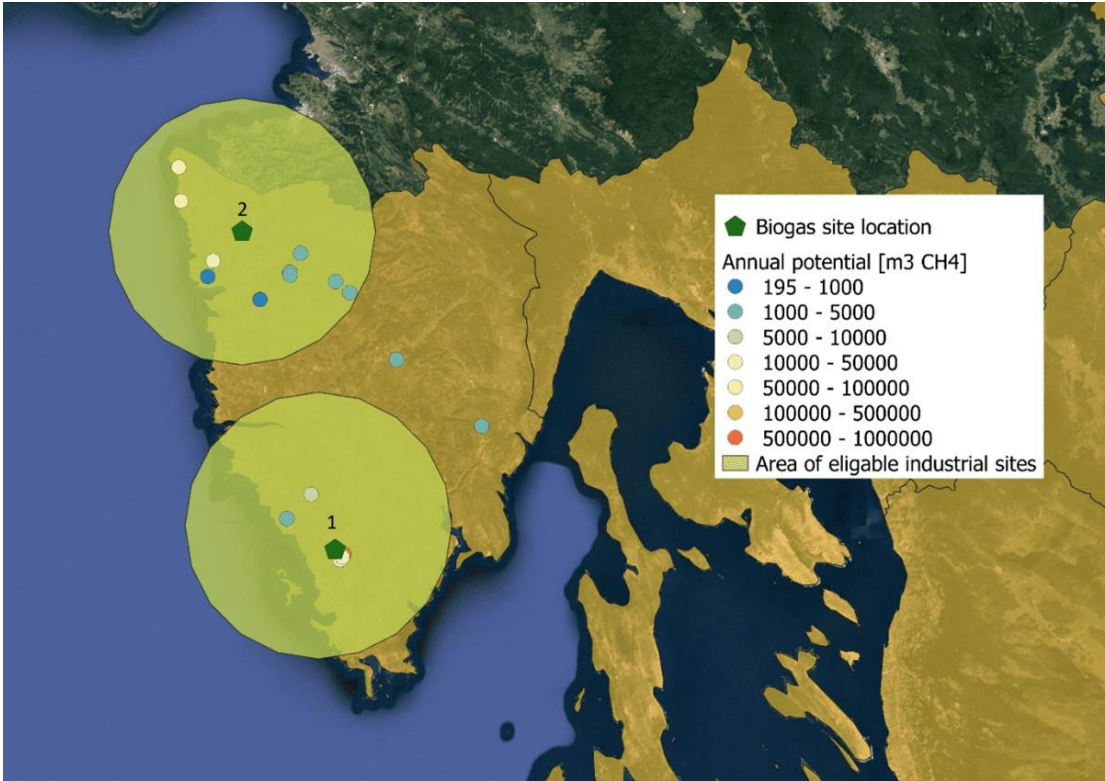 2
1
Biogas site location
Annual potential [m3 CH4]
195 - 1000
1000 - 5000
5000 - 10000
10000 - 50000
50000 - 100000
100000 - 500000
500000 - 1000000
Area of eligable industrial sites